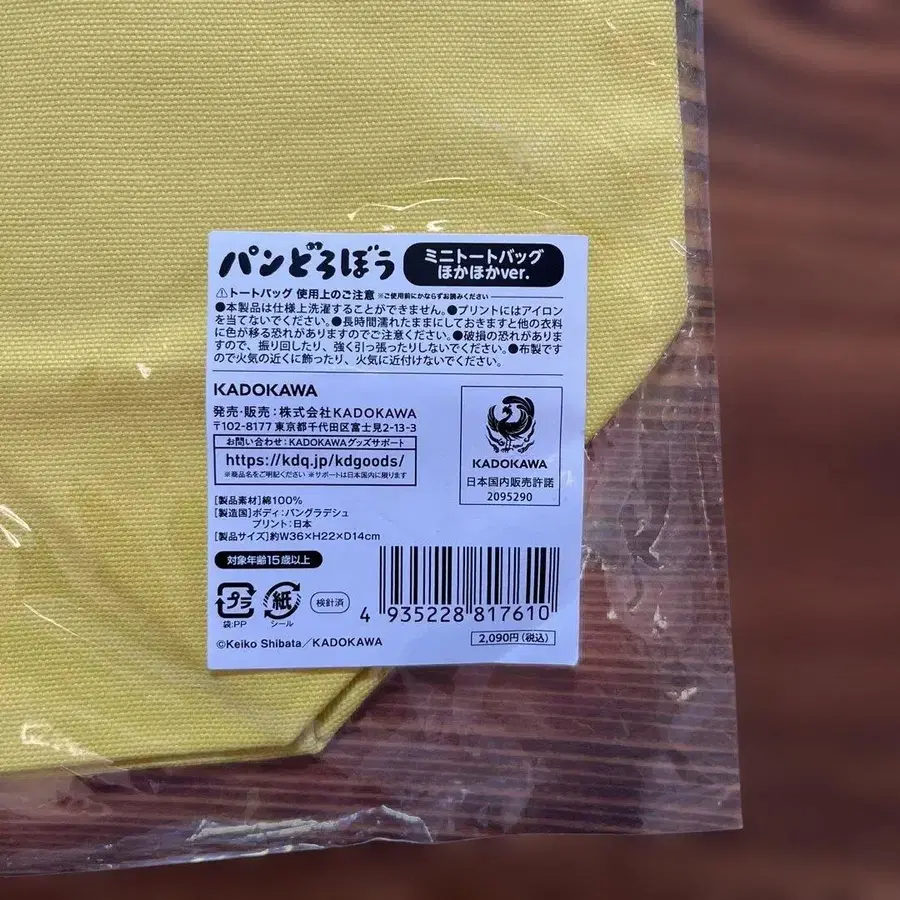 パンどろぼう
ミニトートバッグ
ほかほかver.
⚠トートバッグ 使用上のご注意 ※ご使用前にかならずお読みください
●本製品は仕様上洗濯することができません。●プリントにはアイロン
を当てないでください。●長時間濡れたままにしておきますと他の衣料
に色が移る恐れがありますのでご注意ください。●破損の恐れがありま
すので、振り回したり、強く引っ張ったりしないでください。●布製です
ので火気の近くに飾ったり、火気に近付けないでください。
KADOKAWA
発売・販売：株式会社KADOKAWA
〒102-8177 東京都千代田区富士見2-13-3
お問い合わせ：KADOKAWAグッズサポート
https://kdq.jp/kdgoods/
※商品名をご明記ください ※サポートは日本国内に限ります
KADOKAWA
日本国内販売許諾
2095290
[製品素材]綿100%
[製造国]ボディ：バングラデシュ
プリント：日本
[製品サイズ]約W36×H22×D14cm
対象年齢15歳以上
プラ
袋:PP
紙
シール
検針済
4 935228 817610
2,090円(税込)
©Keiko Shibata／KADOKAWA